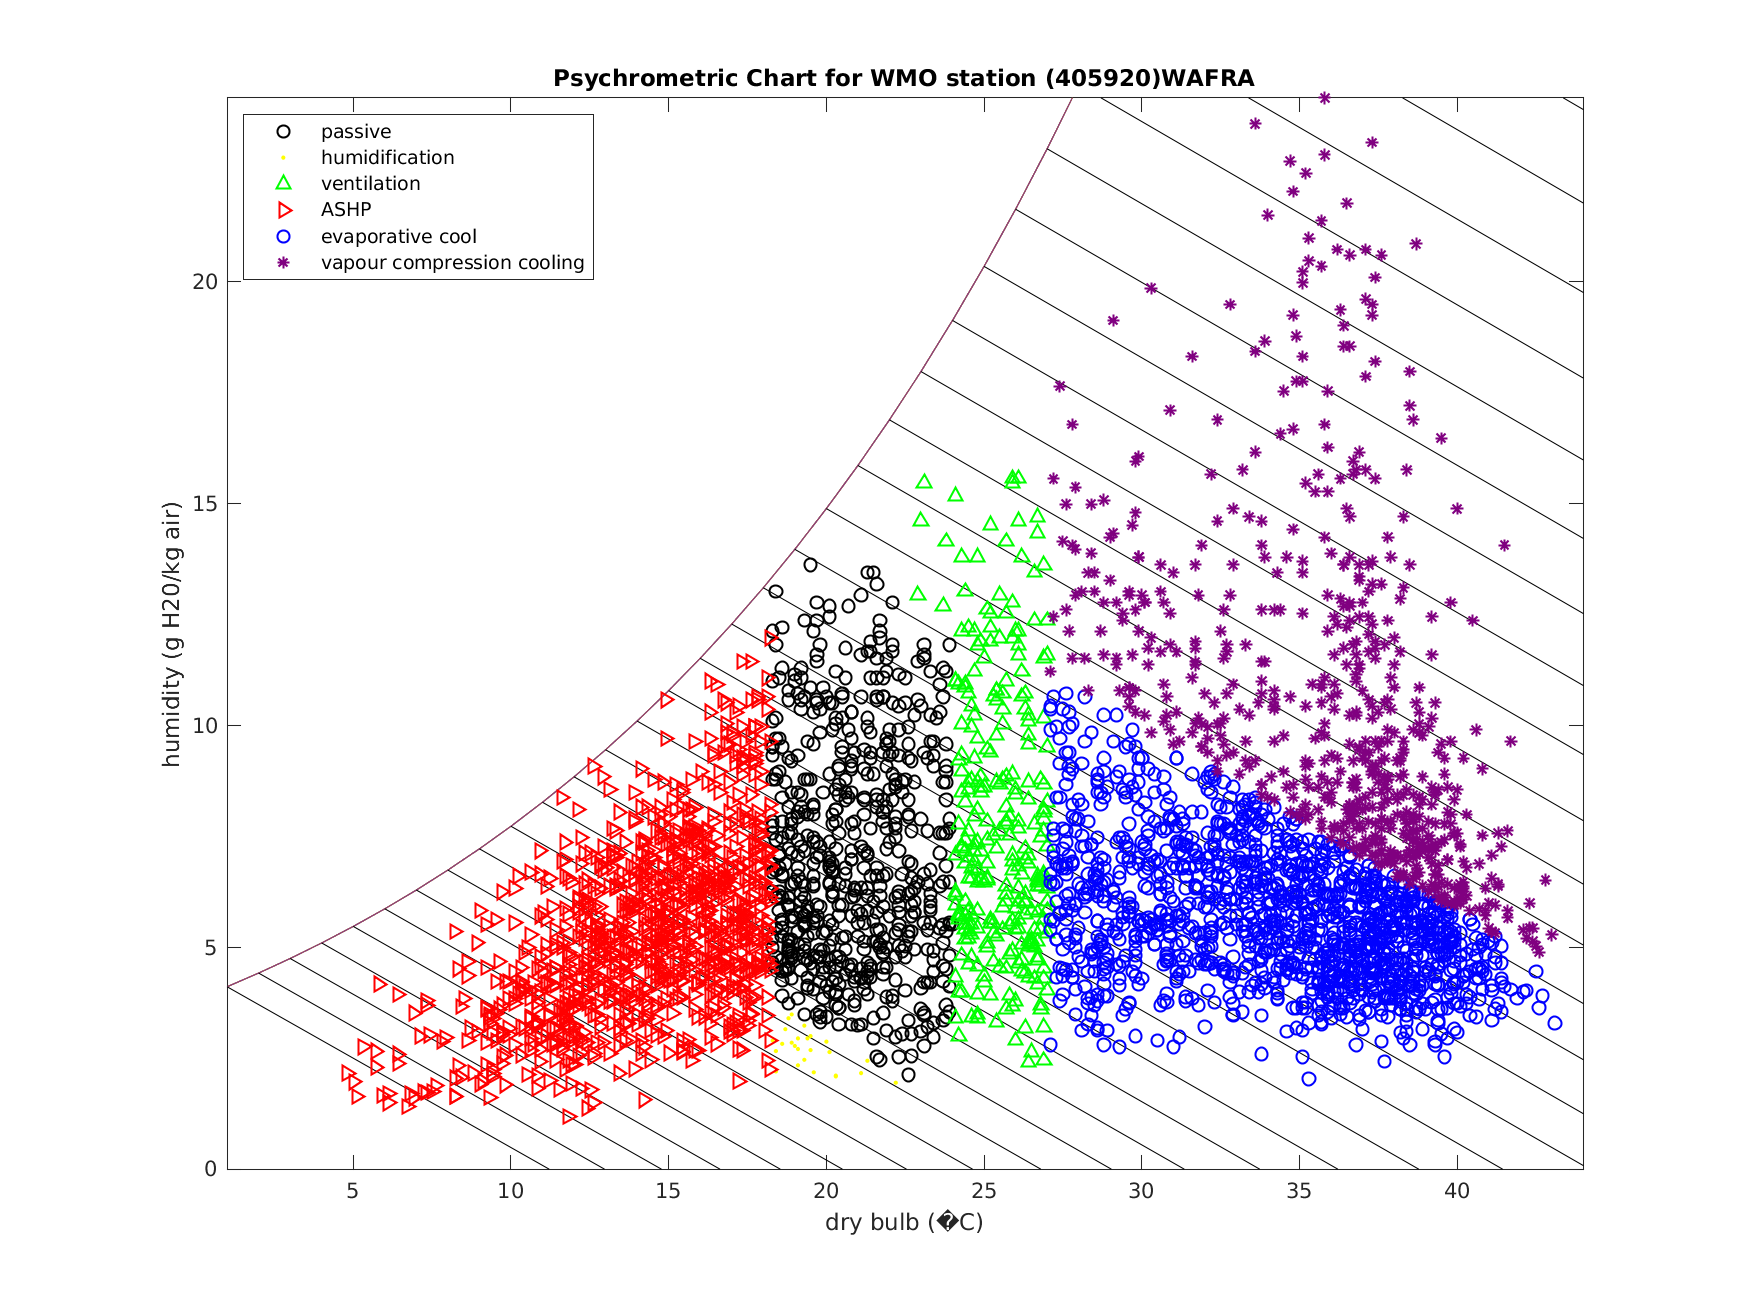 Psychrometric Chart for WMO station (405920)WAFRA
passive
humidification
ventilation
ASHP
evaporative cool
vapour compression cooling
humidity (g H20/kg air)
20
15
10
5
0
5 10 15 20 25 30 35 40
dry bulb (�C)